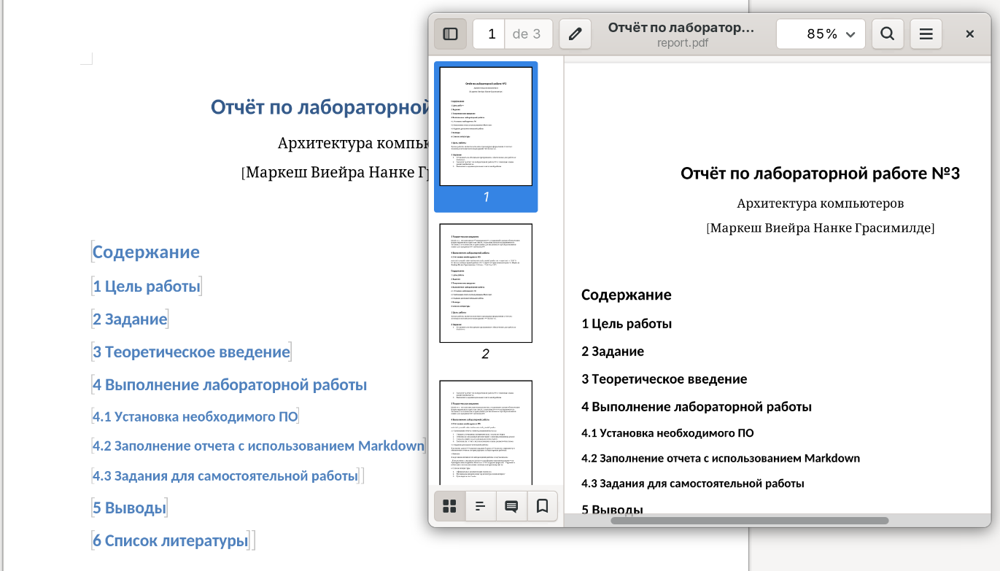 Отчёт по лабораторной
Архитектура
[Маркеш Виейра Нанке
Содержание
1 Цель работы
2 Задание
3 Теоретическое введение
4 Выполнение лабораторной работы
4.1 Установка необходимого ПО
4.2 Заполнение отчета с использованием Markdown
4.3 Задания для самостоятельной работы
5 Выводы
6 Список литературы
1 de 3
Отчёт по лаборатор...
report.pdf
85%
1
2
Отчёт по лабораторной работе №3
Архитектура компьютеров
[Маркеш Виейра Нанке Грасимилде]
Содержание
1 Цель работы
2 Задание
3 Теоретическое введение
4 Выполнение лабораторной работы
4.1 Установка необходимого ПО
4.2 Заполнение отчета с использованием Markdown
4.3 Задания для самостоятельной работы
5 Выводы